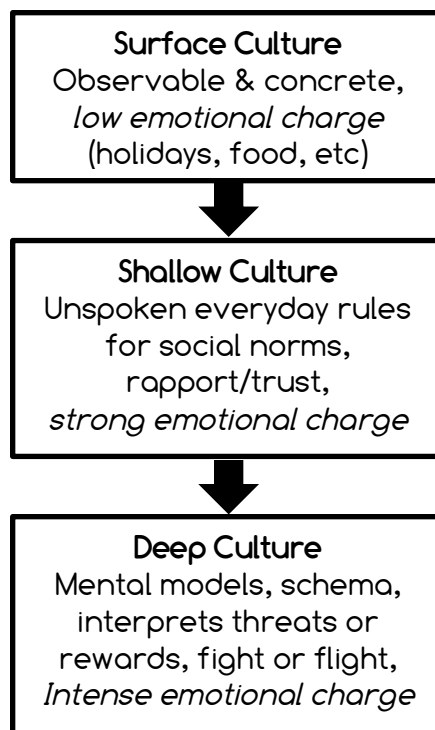 Surface Culture
Observable & concrete,
low emotional charge
(holidays, food, etc)
Shallow Culture
Unspoken everyday rules
for social norms,
rapport/trust,
strong emotional charge
Deep Culture
Mental models, schema,
interprets threats or
rewards, fight or flight,
Intense emotional charge